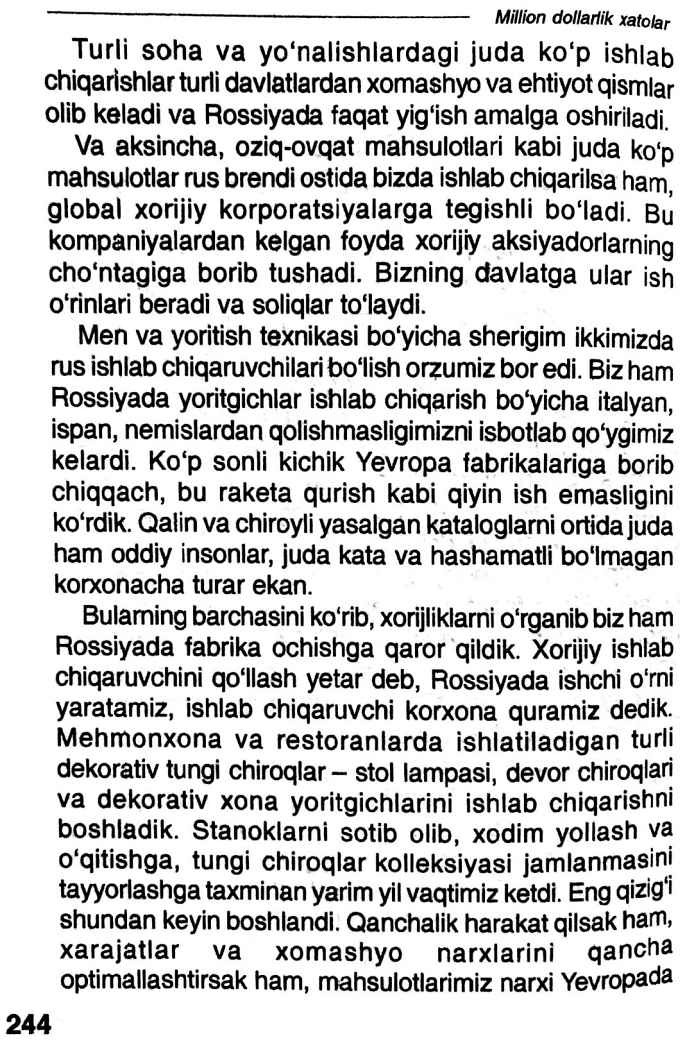 Million dollarlik xatolar
Turli soha va yo‘nalishlardagi juda ko‘p ishlab
chiqarishlar turli davlatlardan xomashyo va ehtiyot qismlar
olib keladi va Rossiyada faqat yig‘ish amalga oshiriladi.
Va aksincha, oziq-ovqat mahsulotlari kabi juda ko‘p
mahsulotlar rus brendi ostida bizda ishlab chiqarilsa ham,
global xorijiy korporatsiyalarga tegishli bo‘ladi. Bu
kompaniyalardan kelgan foyda xorijiy aksiyadorlarning
cho‘ntagiga borib tushadi. Bizning davlatga ular ish
o‘rinlari beradi va soliqlar to‘laydi.
Men va yoritish texnikasi bo‘yicha sherigim ikkimizda
rus ishlab chiqaruvchilari bo‘lish orzumiz bor edi. Biz ham
Rossiyada yoritgichlar ishlab chiqarish bo‘yicha italyan,
ispan, nemislardan qolishmasligimizni isbotlab qo‘ygimiz
kelardi. Ko‘p sonli kichik Yevropa fabrikalariga borib
chiqqach, bu raketa qurish kabi qiyin ish emasligini
ko‘rdik. Qalin va chiroyli yasalgan kataloglarni ortida juda
ham oddiy insonlar, juda kata va hashamatli bo‘lmagan
korxonacha turar ekan.
Bularning barchasini ko‘rib, xorijliklarni o‘rganib biz ham
Rossiyada fabrika ochishga qaror qildik. Xorijiy ishlab
chiqaruvchini qo‘llash yetar deb, Rossiyada ishchi o‘rni
yaratamiz, ishlab chiqaruvchi korxona quramiz dedik.
Mehmonxona va restoranlarda ishlatiladigan turli
dekorativ tungi chiroqlar – stol lampasi, devor chiroqlari
va dekorativ xona yoritgichlarini ishlab chiqarishni
boshladik. Stanoklarni sotib olib, xodim yollash va
o‘qitishga, tungi chiroqlar kolleksiyasi jamlanmasini
tayyorlashga taxminan yarim yil vaqtimiz ketdi. Eng qizig‘i
shundan keyin boshlandi. Qanchalik harakat qilsak ham,
xarajatlar va xomashyo narxlarini qancha
optimallashtirsak ham, mahsulotlarimiz narxi Yevropada
244